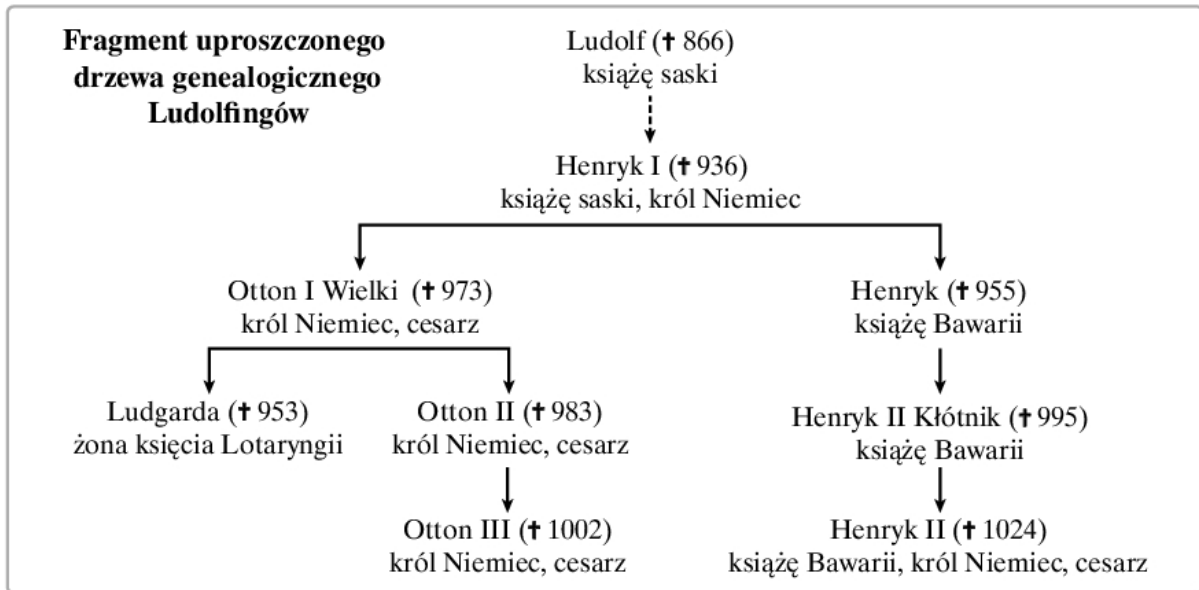 Fragment uproszczonego
drzewa genealogicznego
Ludolfingów
Ludolf (✝ 866)
książę saski
Henryk I (✝ 936)
książę saski, król Niemiec
Otton I Wielki (✝ 973)
król Niemiec, cesarz
Henryk (✝ 955)
książę Bawarii
Ludgarda (✝ 953)
żona księcia Lotaryngii
Otton II (✝ 983)
król Niemiec, cesarz
Henryk II Kłótnik (✝ 995)
książę Bawarii
Otton III (✝ 1002)
król Niemiec, cesarz
Henryk II (✝ 1024)
książę Bawarii, król Niemiec, cesarz